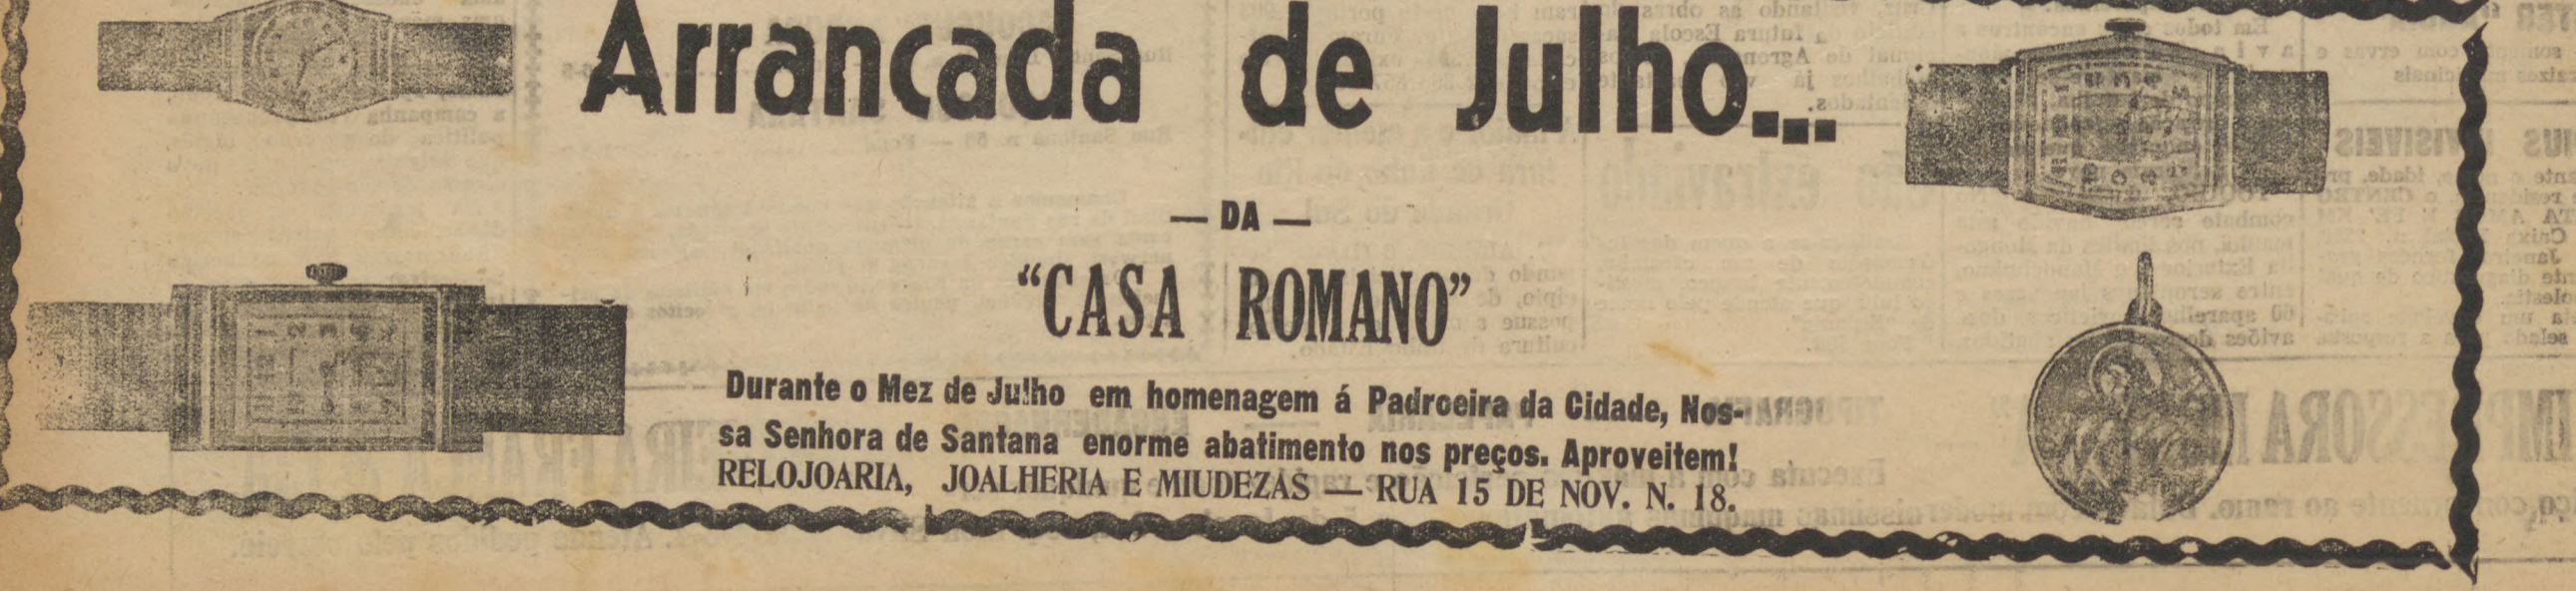 Arrancada de Julho...
— DA —
“CASA ROMANO”
Durante o Mez de Julho em homenagem á Padroeira da Cidade, Nos-
sa Senhora de Santana enorme abatimento nos preços. Aproveitem!
RELOJOARIA, JOALHERIA E MIUDEZAS — RUA 15 DE NOV. N. 18.